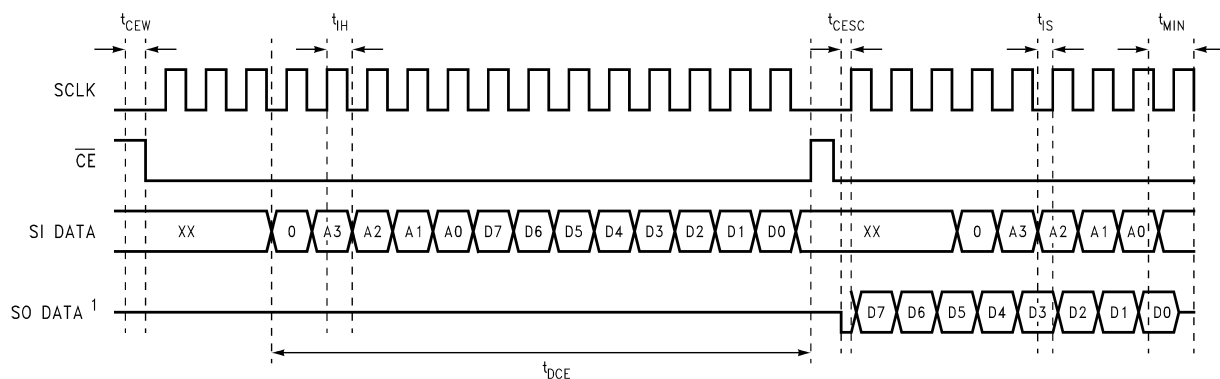 tCEW tIH tCESC tIS tMIN
SCLK
CE
SI DATA XX 0 A3 A2 A1 A0 D7 D6 D5 D4 D3 D2 D1 D0 XX 0 A3 A2 A1 A0
SO DATA 1 D7 D6 D5 D4 D3 D2 D1 D0
tDCE